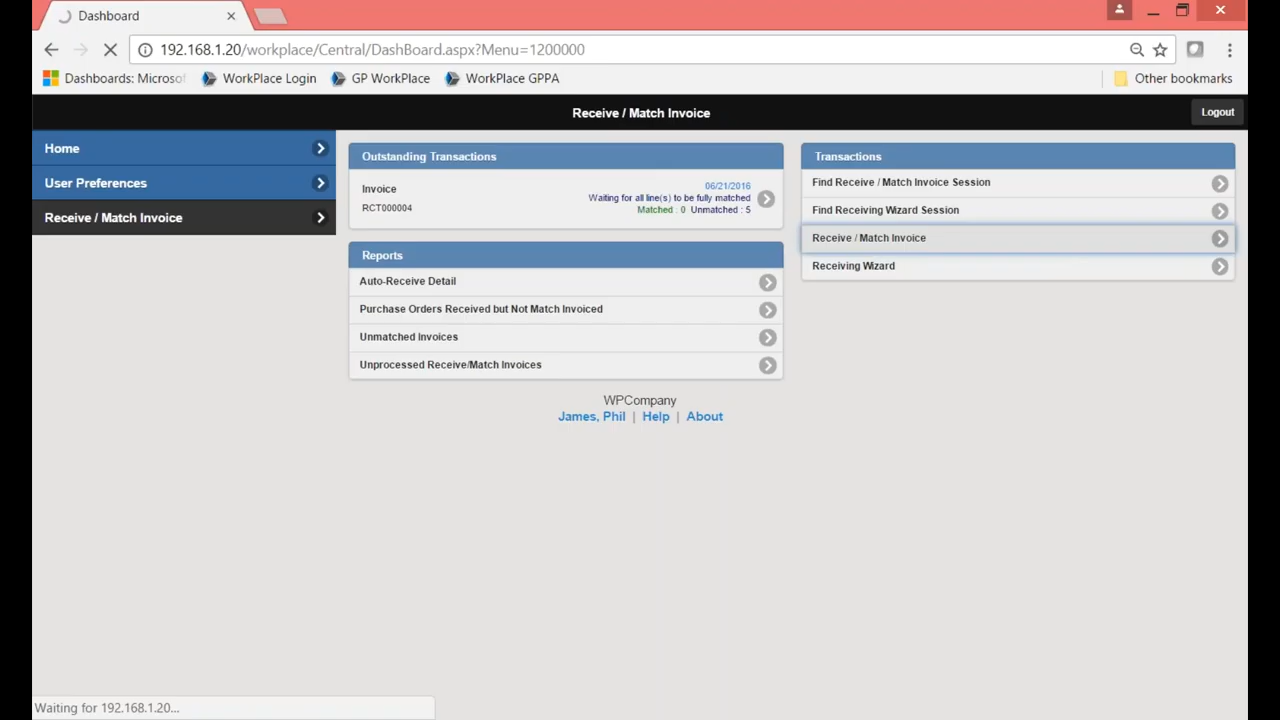 Dashboard
192.168.1.20/workplace/Central/DashBoard.aspx?Menu=1200000
Dashboards: Microsof
WorkPlace Login
GP WorkPlace
WorkPlace GPPA
Other bookmarks
Receive / Match Invoice
Logout
Home
User Preferences
Receive / Match Invoice
Outstanding Transactions
Invoice
RCT000004
06/21/2016
Waiting for all line(s) to be fully matched
Matched : 0 Unmatched : 5
Reports
Auto-Receive Detail
Purchase Orders Received but Not Match Invoiced
Unmatched Invoices
Unprocessed Receive/Match Invoices
Transactions
Find Receive / Match Invoice Session
Find Receiving Wizard Session
Receive / Match Invoice
Receiving Wizard
WPCompany
James, Phil | Help | About
Waiting for 192.168.1.20...